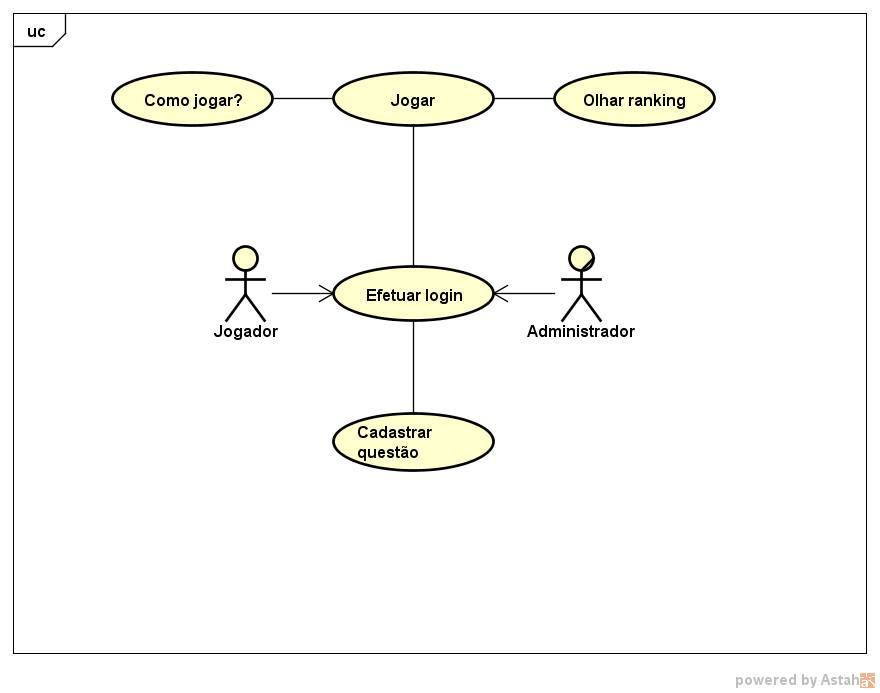 uc
Como jogar?
Jogar
Olhar ranking
Jogador
Efetuar login
Administrador
Cadastrar
questão
powered by Astah